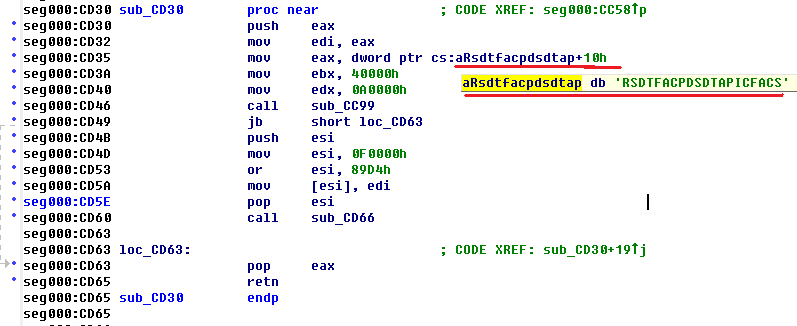 seg000:CD30 sub_CD30 proc near ; CODE XREF: seg000:CC58↑p
seg000:CD30 push eax
seg000:CD32 mov edi, eax
seg000:CD35 mov eax, dword ptr cs:aRsdtfacpdsdtap+10h
seg000:CD3A mov ebx, 40000h
aRsdtfacpdsdtap db 'RSDTFACPDSDTAPICFACS'
seg000:CD40 mov edx, 0A0000h
seg000:CD46 call sub_CC99
seg000:CD49 jb short loc_CD63
seg000:CD4B push esi
seg000:CD4D mov esi, 0F0000h
seg000:CD53 or esi, 89D4h
seg000:CD5A mov [esi], edi
seg000:CD5E pop esi
seg000:CD60 call sub_CD66
seg000:CD63
seg000:CD63 loc_CD63: ; CODE XREF: sub_CD30+19↑j
seg000:CD63 pop eax
seg000:CD65 retn
seg000:CD65 sub_CD30 endp
seg000:CD65